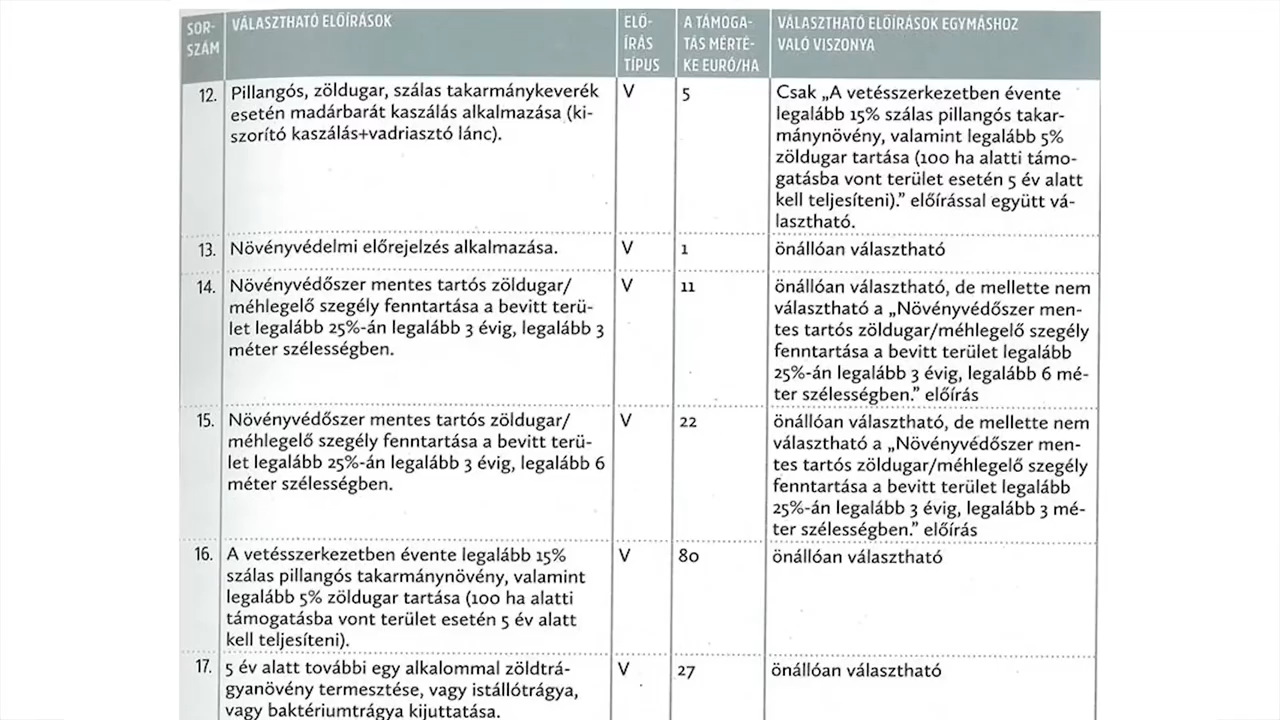 SOR-
SZÁM
VÁLASZTHATÓ ELŐÍRÁSOK
ELŐ-
ÍRÁS
TÍPUS
A TÁMOGA-
TÁS MÉRTÉ-
KE EURÓ/HA
VÁLASZTHATÓ ELŐÍRÁSOK EGYMÁSHOZ
VALÓ VISZONYA
12.
Pillangós, zöldugar, szálas takarmánykeverék
esetén madárbarát kaszálás alkalmazása (ki-
szorító kaszálás+vadriasztó lánc).
V
5
Csak „A vetésszerkezetben évente
legalább 15% szálas pillangós takar-
mánynövény, valamint legalább 5%
zöldugar tartása (100 ha alatti támo-
gatásba vont terület esetén 5 év alatt
kell teljesíteni).” előírással együtt vá-
lasztható.
13.
Növényvédelmi előrejelzés alkalmazása.
V
1
önállóan választható
14.
Növényvédőszer mentes tartós zöldugar/
méhlegelő szegély fenntartása a bevitt terü-
let legalább 25%-án legalább 3 évig, legalább 3
méter szélességben.
V
11
önállóan választható, de mellette nem
választható a „Növényvédőszer men-
tes tartós zöldugar/méhlegelő szegély
fenntartása a bevitt terület legalább
25%-án legalább 3 évig, legalább 6 mé-
ter szélességben.” előírás
15.
Növényvédőszer mentes tartós zöldugar/
méhlegelő szegély fenntartása a bevitt terü-
let legalább 25%-án legalább 3 évig, legalább 6
méter szélességben.
V
22
önállóan választható, de mellette nem
választható a „Növényvédőszer men-
tes tartós zöldugar/méhlegelő szegély
fenntartása a bevitt terület legalább
25%-án legalább 3 évig, legalább 3 mé-
ter szélességben.” előírás
16.
A vetésszerkezetben évente legalább 15%
szálas pillangós takarmánynövény, valamint
legalább 5% zöldugar tartása (100 ha alatti
támogatásba vont terület esetén 5 év alatt
kell teljesíteni).
V
80
önállóan választható
17.
5 év alatt további egy alkalommal zöldtrá-
gyanövény termesztése, vagy istállótrágya,
vagy baktériumtrágya kijuttatása.
V
27
önállóan választható